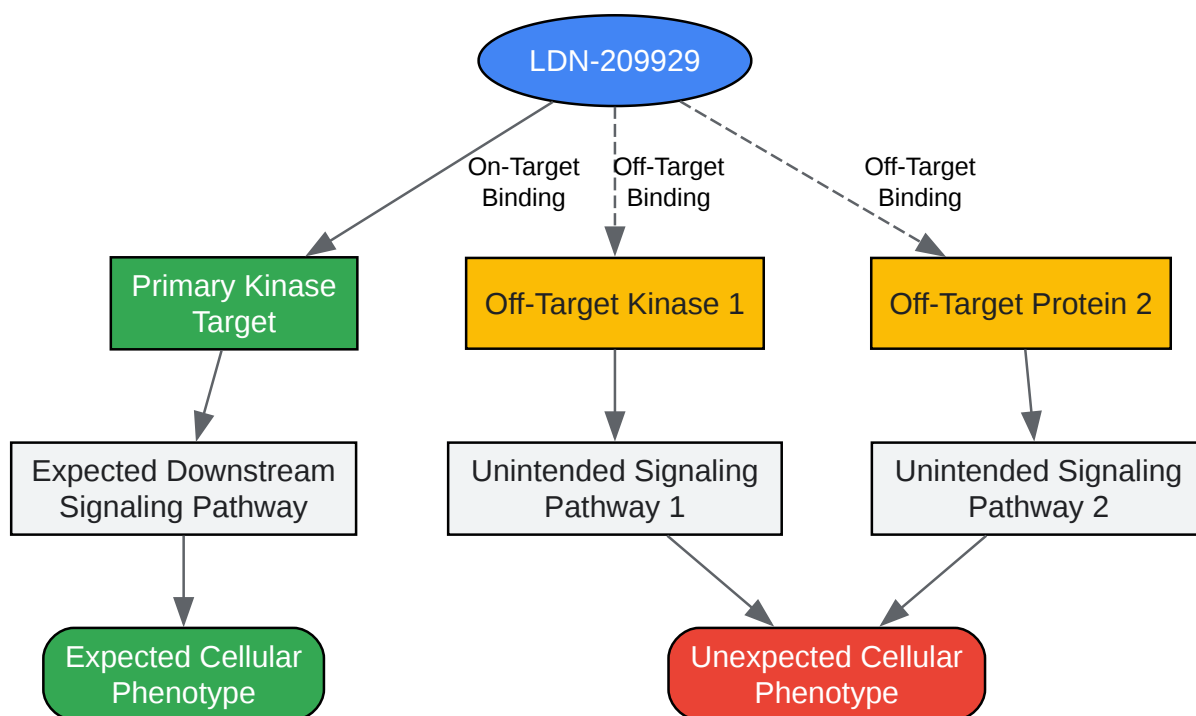 LDN-209929
On-Target
Binding
Off-Target
Binding
Off-Target
Binding
Primary Kinase
Target
Off-Target Kinase 1
Off-Target Protein 2
Expected Downstream
Signaling Pathway
Unintended Signaling
Pathway 1
Unintended Signaling
Pathway 2
Expected Cellular
Phenotype
Unexpected Cellular
Phenotype